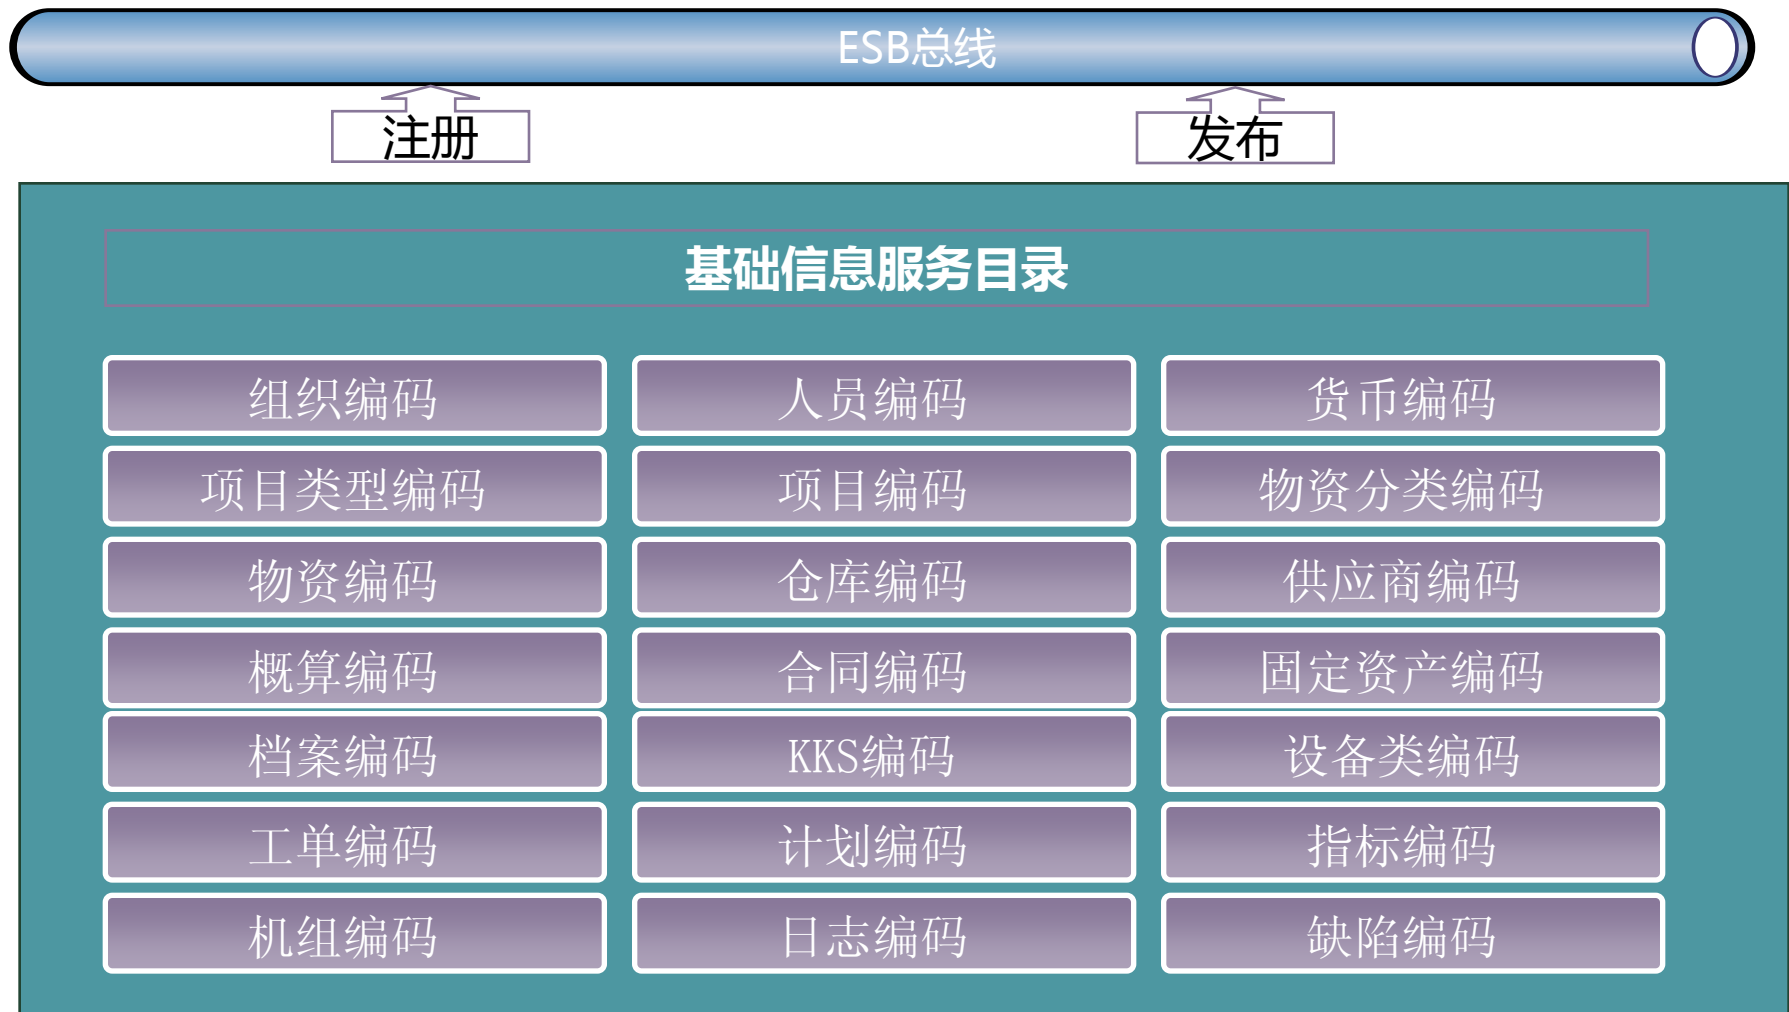 ESB总线
注册
发布
基础信息服务目录
组织编码
人员编码
货币编码
项目类型编码
项目编码
物资分类编码
物资编码
仓库编码
供应商编码
概算编码
合同编码
固定资产编码
档案编码
KKS编码
设备类编码
工单编码
计划编码
指标编码
机组编码
日志编码
缺陷编码